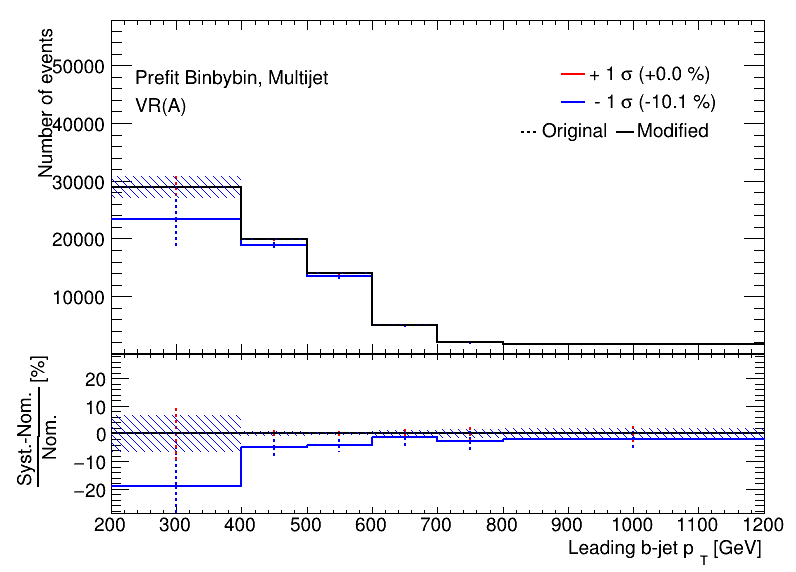 Number of events
50000
40000
30000
20000
10000
Prefit Binbybin, Multijet
VR(A)
+ 1 σ (+0.0 %)
- 1 σ (-10.1 %)
Original Modified
Syst.-Nom. [%]
Nom.
20
10
0
−10
−20
200 300 400 500 600 700 800 900 1000 1100 1200
Leading b-jet p T [GeV]